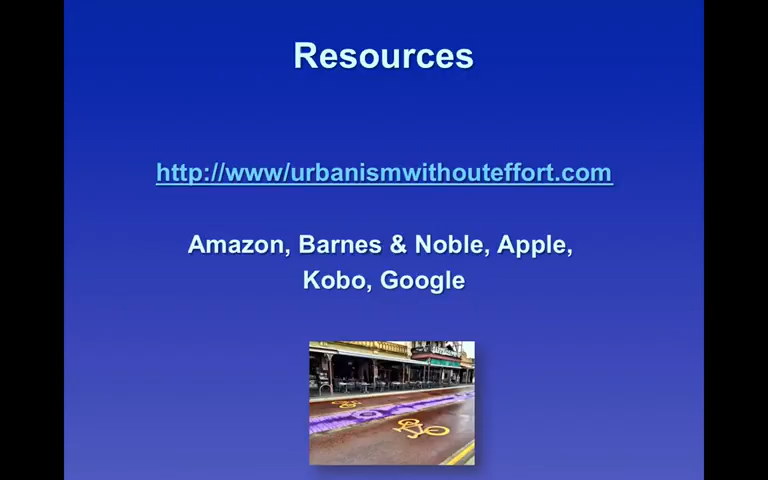 Resources
http://www/urbanismwithouteffort.com
Amazon, Barnes & Noble, Apple,
Kobo, Google